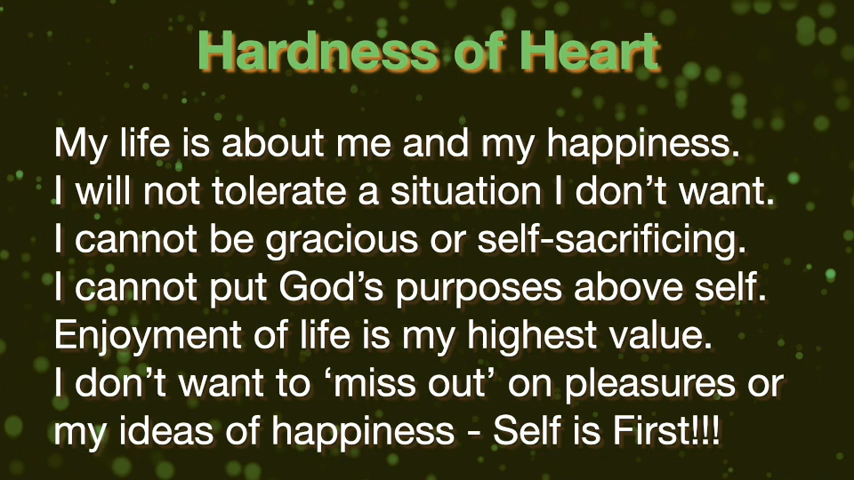 Hardness of Heart
My life is about me and my happiness.
I will not tolerate a situation I don’t want.
I cannot be gracious or self-sacrificing.
I cannot put God’s purposes above self.
Enjoyment of life is my highest value.
I don’t want to ‘miss out’ on pleasures or
my ideas of happiness - Self is First!!!